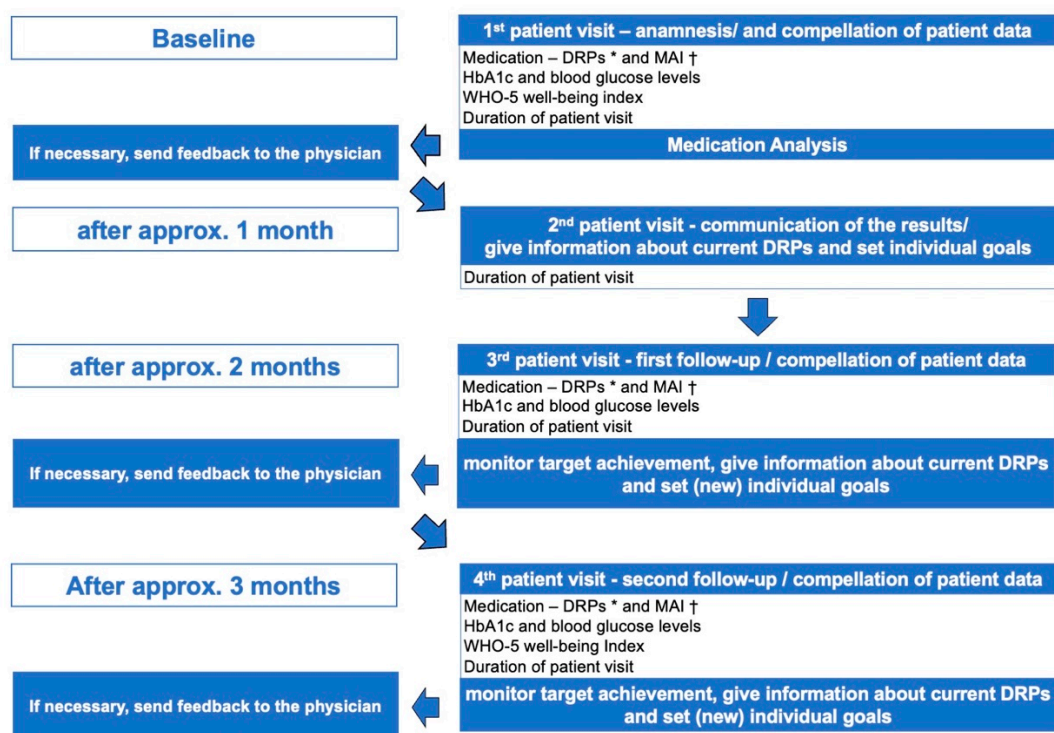 Baseline
1st patient visit – anamnesis/ and compellation of patient data
Medication – DRPs * and MAI †
HbA1c and blood glucose levels
WHO-5 well-being index
Duration of patient visit
If necessary, send feedback to the physician
Medication Analysis
after approx. 1 month
2nd patient visit - communication of the results/
give information about current DRPs and set individual goals
Duration of patient visit
after approx. 2 months
3rd patient visit - first follow-up / compellation of patient data
Medication – DRPs * and MAI †
HbA1c and blood glucose levels
Duration of patient visit
If necessary, send feedback to the physician
monitor target achievement, give information about current DRPs
and set (new) individual goals
After approx. 3 months
4th patient visit - second follow-up / compellation of patient data
Medication – DRPs * and MAI †
HbA1c and blood glucose levels
WHO-5 well-being Index
Duration of patient visit
If necessary, send feedback to the physician
monitor target achievement, give information about current DRPs
and set (new) individual goals